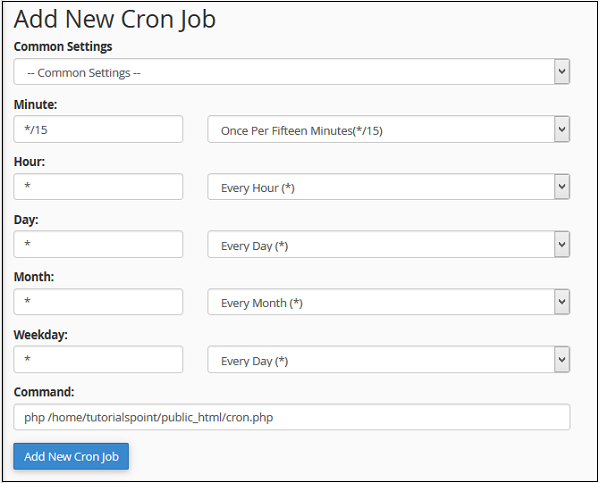 Add New Cron Job
Common Settings
-- Common Settings --
Minute:
*/15 Once Per Fifteen Minutes(*/15)
Hour:
* Every Hour (*)
Day:
* Every Day (*)
Month:
* Every Month (*)
Weekday:
* Every Day (*)
Command:
php /home/tutorialspoint/public_html/cron.php
Add New Cron Job